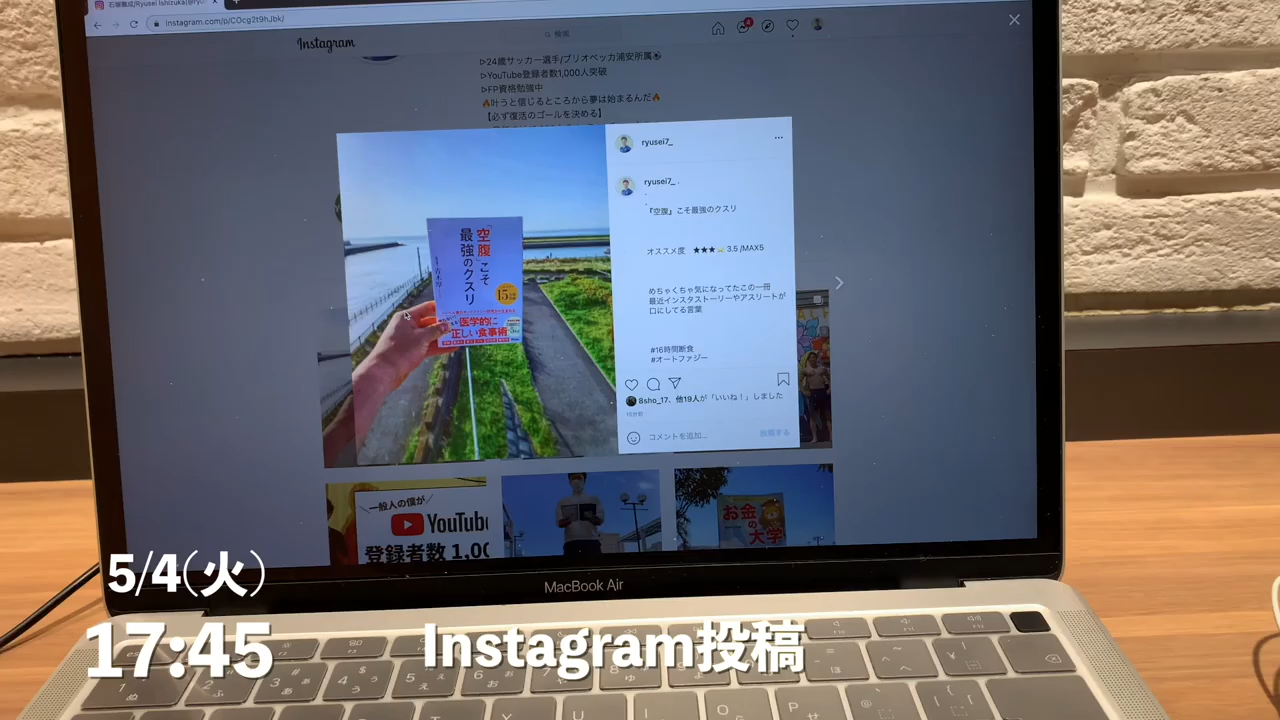 instagram.com/p/COcg2t9hJbk/
Instagram
検索
4
▷24歳サッカー選手/ブリオベッカ浦安所属⚽
▷YouTube登録者数1,000人突破
▷FP資格勉強中
🔥叶うと信じるところから夢は始まるんだ🔥
【必ず復活のゴールを決める】
ryusei7_
ryusei7_ .
.
『空腹』こそ最強のクスリ
オススメ度 ★★★⭐ 3.5 /MAX5
めちゃくちゃ気になってたこの一冊
最近インスタストーリーやアスリートが
口にしてる言葉
#16時間断食
#オートファジー
8sho_17、他19人が「いいね！」しました
コメントを追加...
投稿する
「空腹」こそ
最強のクスリ
医学的に
正しい食事術
一般人の僕が
YouTube
登録者数 1,00
お金の
大学
MacBook Air
5/4(火)
17:45
Instagram投稿